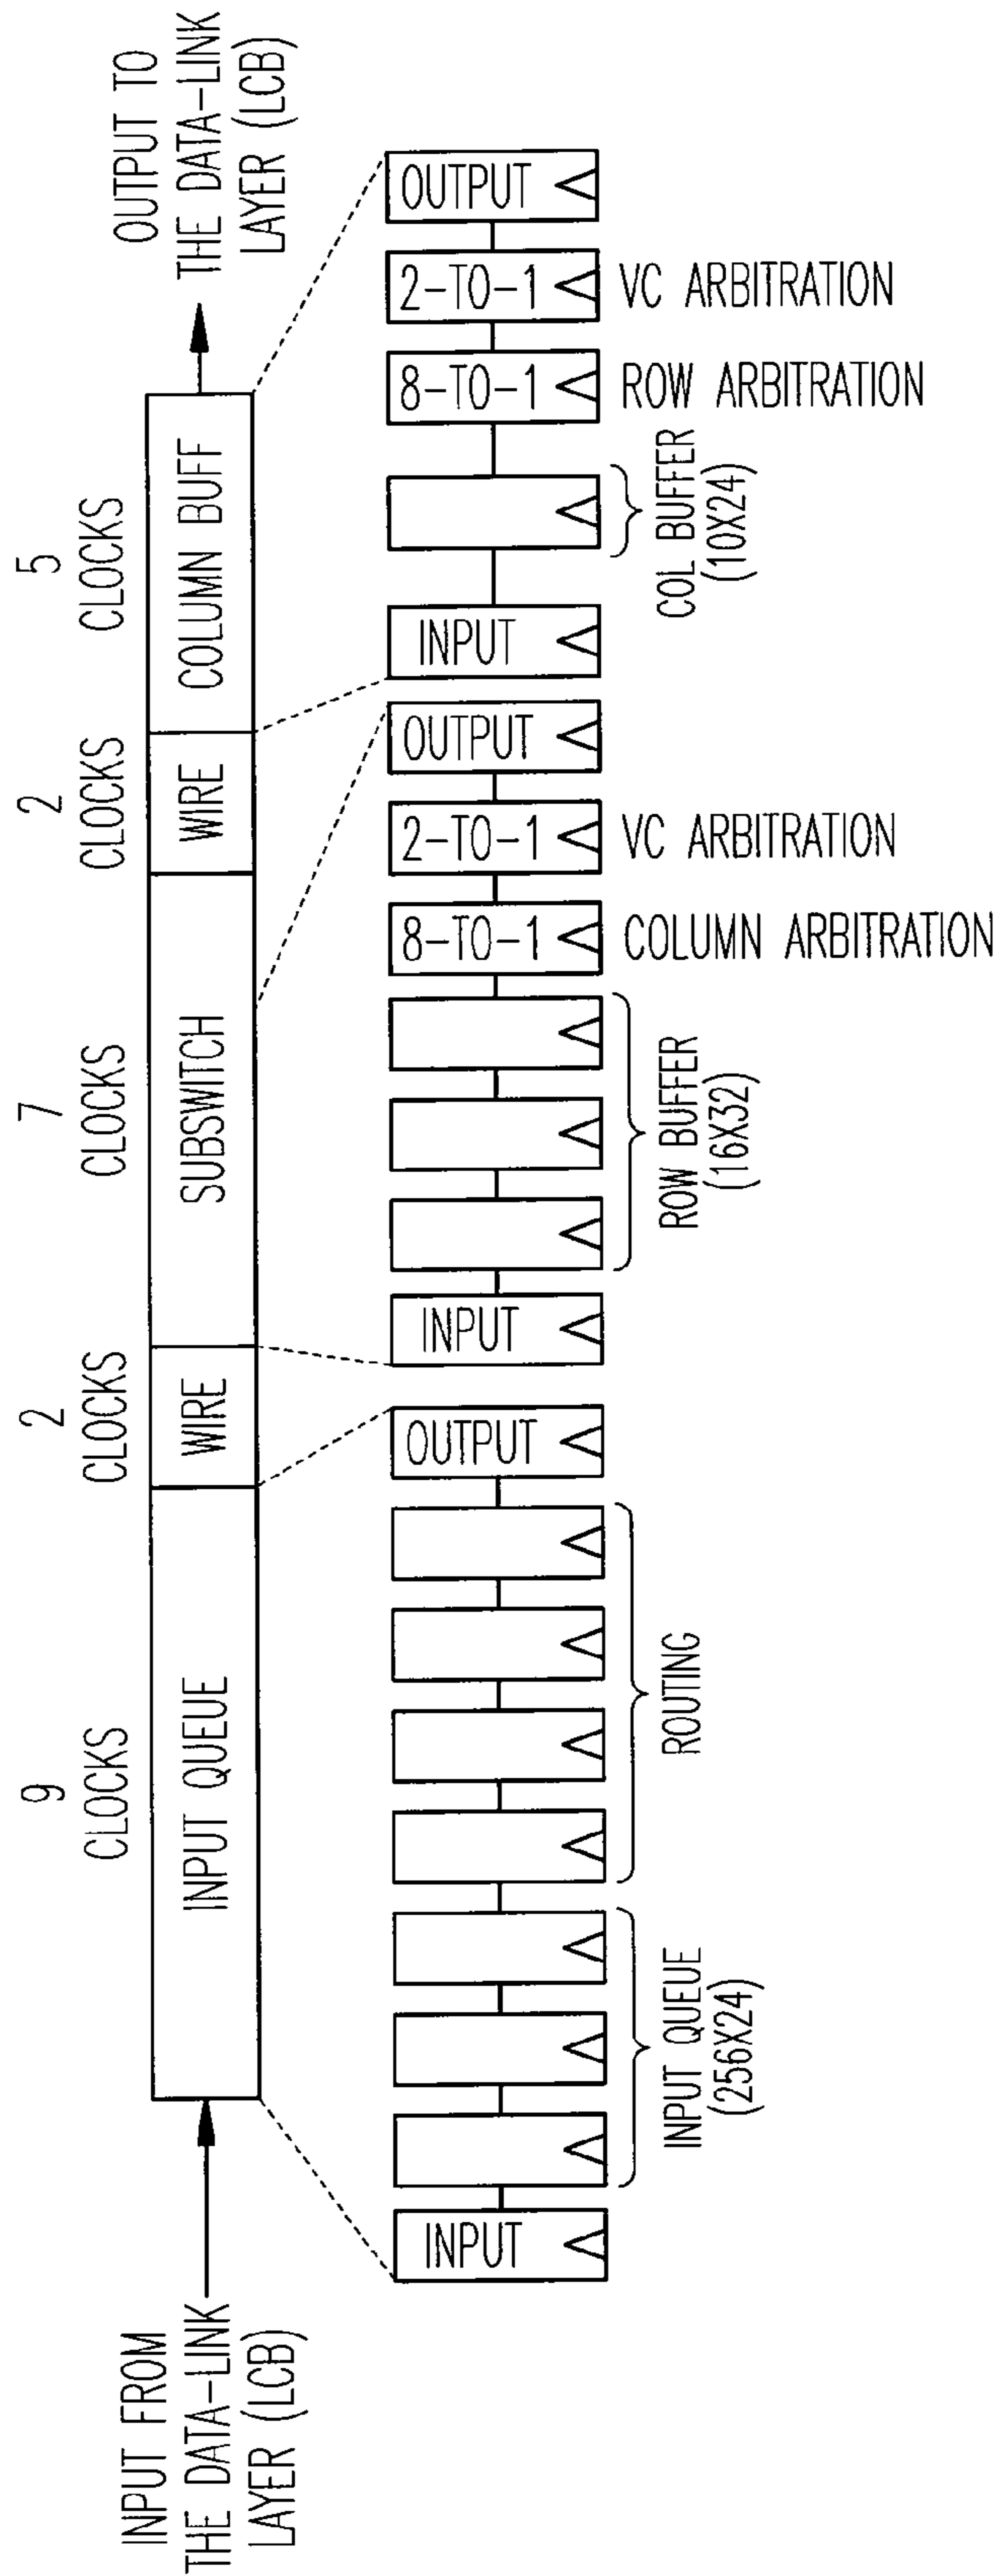 INPUT FROM
THE DATA-LINK
LAYER (LCB)
9
CLOCKS
2
CLOCKS
7
CLOCKS
2
CLOCKS
5
CLOCKS
INPUT QUEUE
WIRE
SUBSWITCH
WIRE
COLUMN BUFF
OUTPUT TO
THE DATA-LINK
LAYER (LCB)
INPUT
OUTPUT
INPUT
8-TO-1
2-TO-1
OUTPUT
INPUT
8-TO-1
2-TO-1
OUTPUT
INPUT QUEUE
(256X24)
ROUTING
ROW BUFFER
(16X32)
COLUMN ARBITRATION
VC ARBITRATION
COL BUFFER
(10X24)
ROW ARBITRATION
VC ARBITRATION